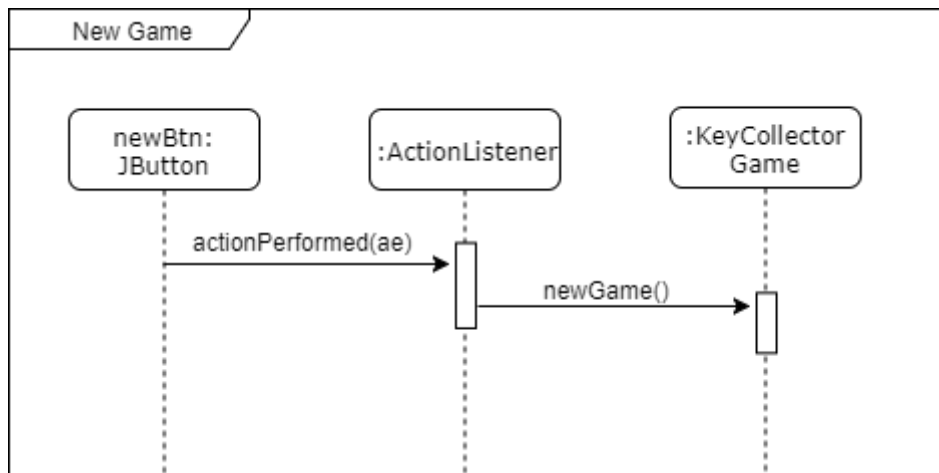 New Game
newBtn:
JButton
:ActionListener
:KeyCollector
Game
actionPerformed(ae)
newGame()